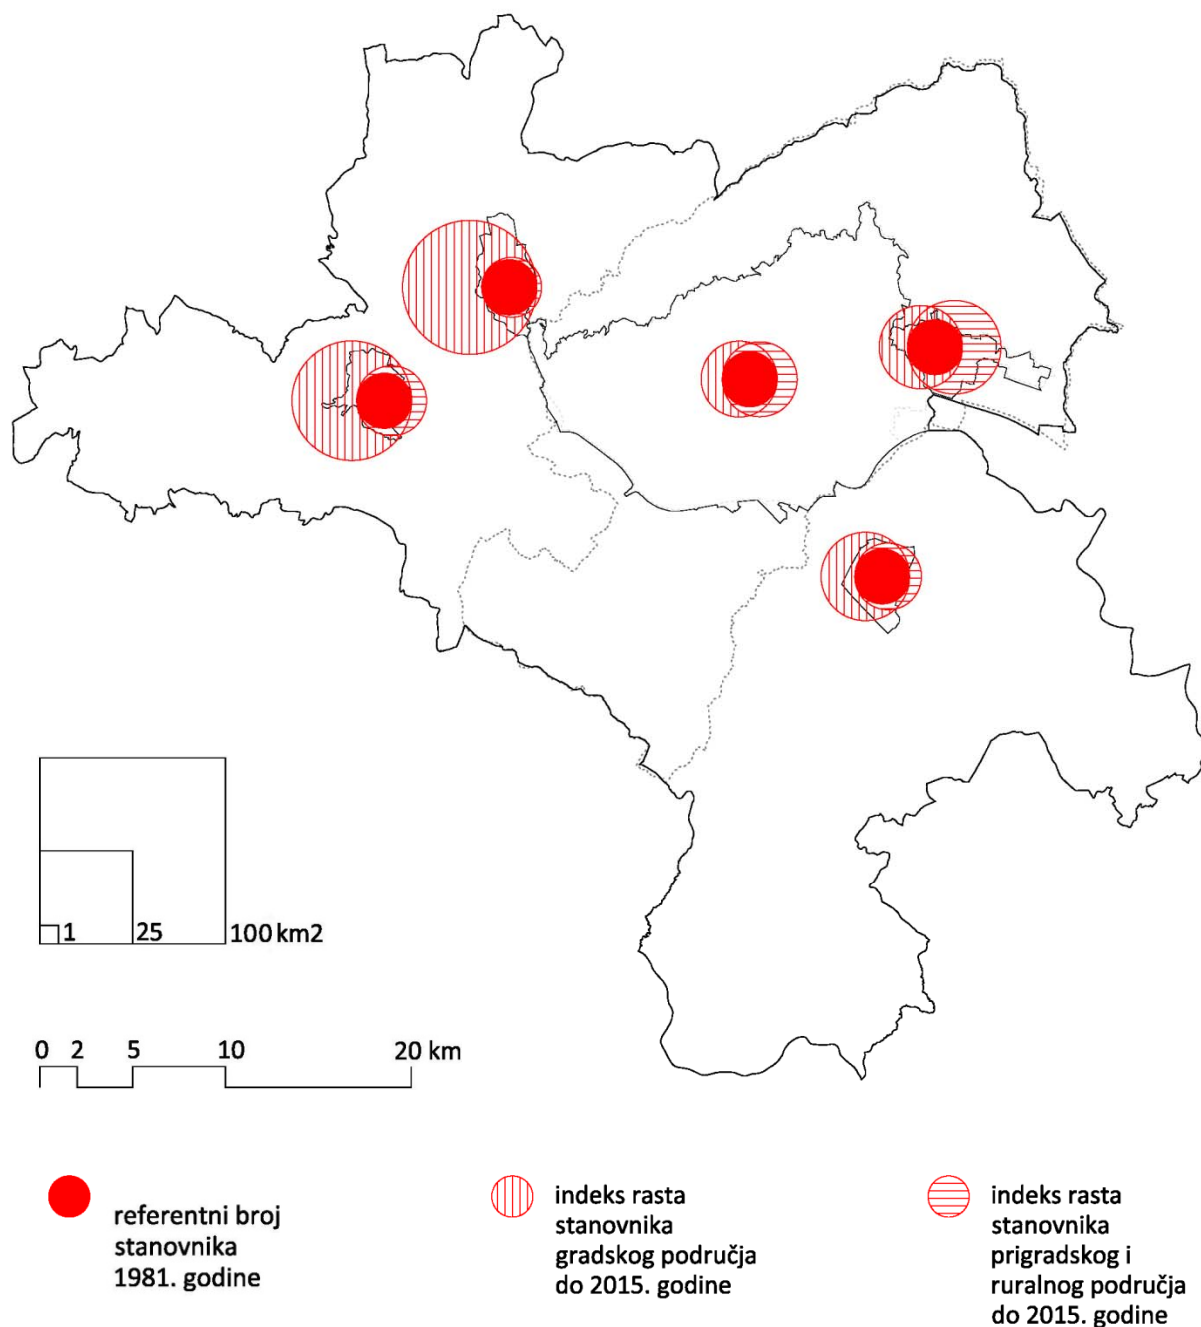 1
25
100 km2
0 2 5 10 20 km
referentni broj
stanovnika
1981. godine
indeks rasta
stanovnika
gradskog područja
do 2015. godine
indeks rasta
stanovnika
prigradskog i
ruralnog područja
do 2015. godine